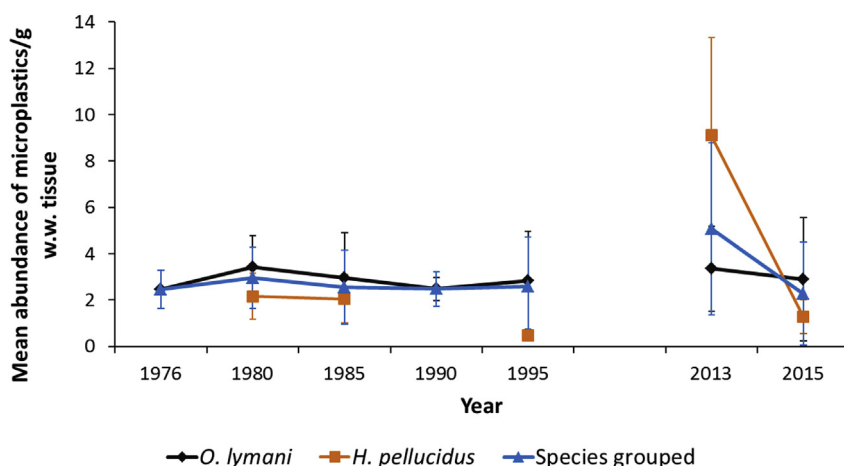 14
12
10
8
6
4
2
0
Mean abundance of microplastics/g
w.w. tissue
1976 1980 1985 1990 1995 2013 2015
Year
O. lymani H. pellucidus Species grouped